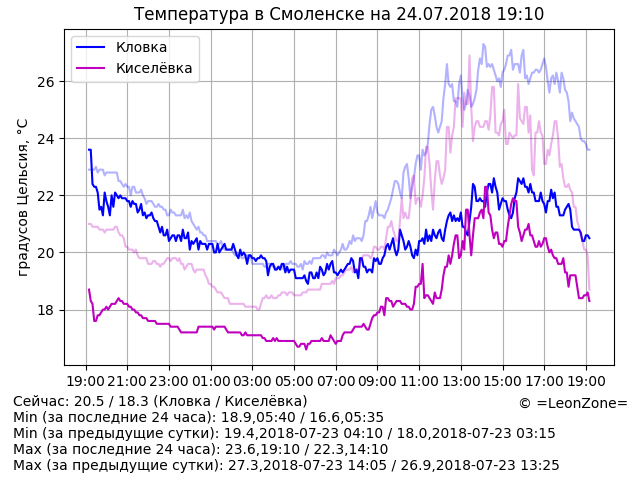 Температура в Смоленске на 24.07.2018 19:10
Кловка
Киселёвка
градусов Цельсия, °C
26
24
22
20
18
19:00 21:00 23:00 01:00 03:00 05:00 07:00 09:00 11:00 13:00 15:00 17:00 19:00
Сейчас: 20.5 / 18.3 (Кловка / Киселёвка)
© =LeonZone=
Min (за последние 24 часа): 18.9,05:40 / 16.6,05:35
Min (за предыдущие сутки): 19.4,2018-07-23 04:10 / 18.0,2018-07-23 03:15
Max (за последние 24 часа): 23.6,19:10 / 22.3,14:10
Max (за предыдущие сутки): 27.3,2018-07-23 14:05 / 26.9,2018-07-23 13:25